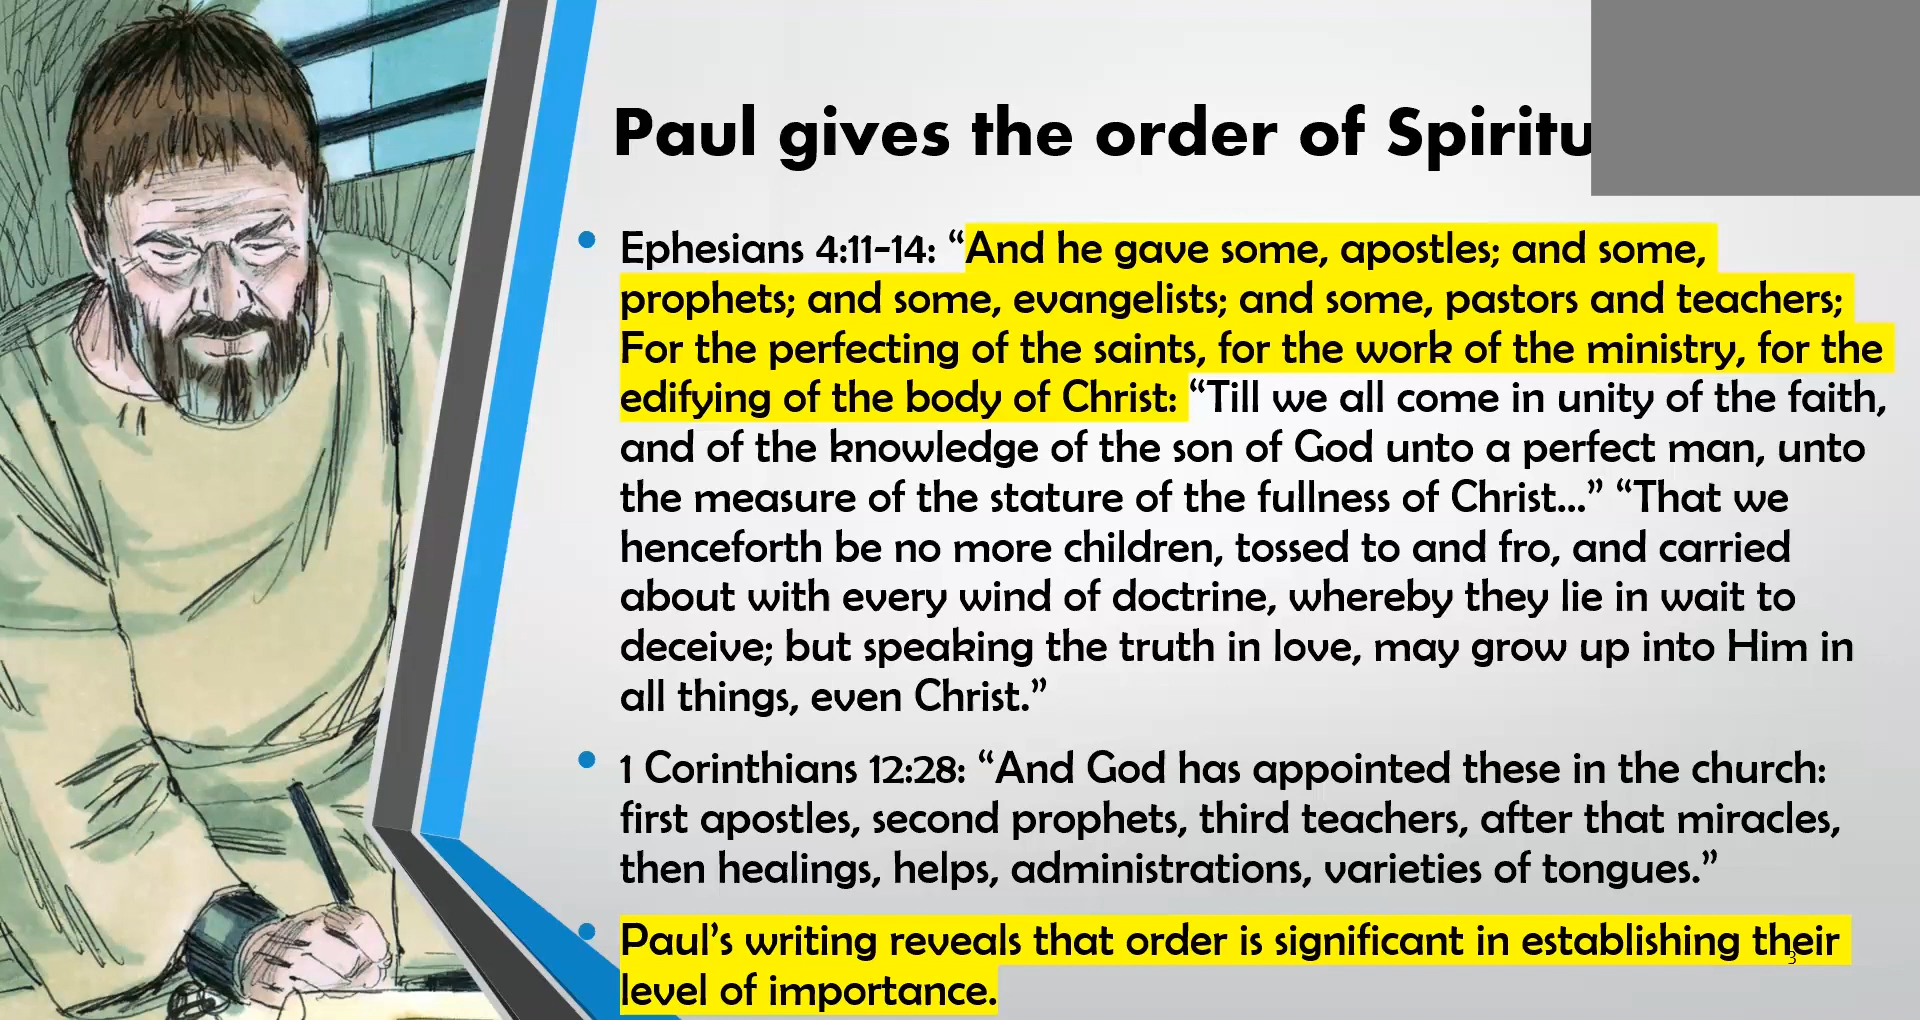 Paul gives the order of Spiritu
• Ephesians 4:11-14: “And he gave some, apostles; and some,
prophets; and some, evangelists; and some, pastors and teachers;
For the perfecting of the saints, for the work of the ministry, for the
edifying of the body of Christ: “Till we all come in unity of the faith,
and of the knowledge of the son of God unto a perfect man, unto
the measure of the stature of the fullness of Christ…” “That we
henceforth be no more children, tossed to and fro, and carried
about with every wind of doctrine, whereby they lie in wait to
deceive; but speaking the truth in love, may grow up into Him in
all things, even Christ.”
• 1 Corinthians 12:28: “And God has appointed these in the church:
first apostles, second prophets, third teachers, after that miracles,
then healings, helps, administrations, varieties of tongues.”
• Paul’s writing reveals that order is significant in establishing their
level of importance.
3